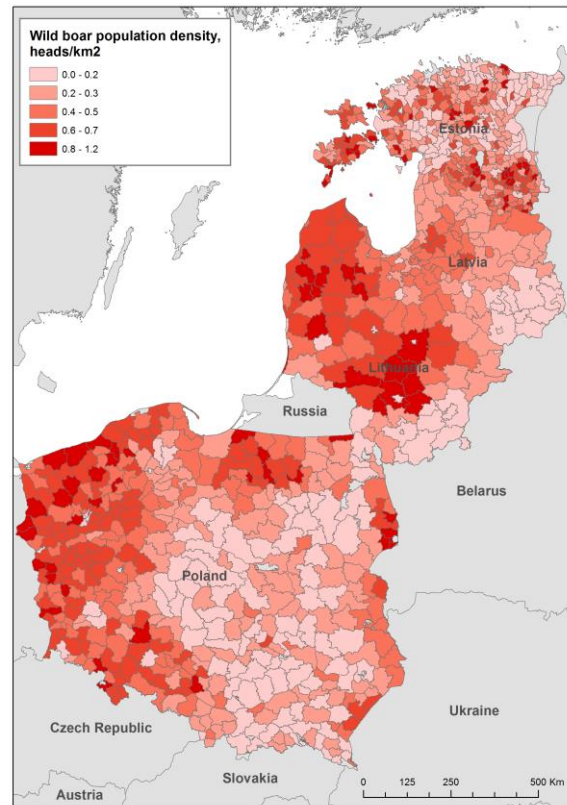 Wild boar population density,
heads/km2
0.0 - 0.2
0.2 - 0.3
0.4 - 0.5
0.6 - 0.7
0.8 - 1.2
Estonia
Latvia
Lithuania
Russia
Belarus
Poland
Ukraine
Czech Republic
Slovakia
Austria
0 125 250 500 Km